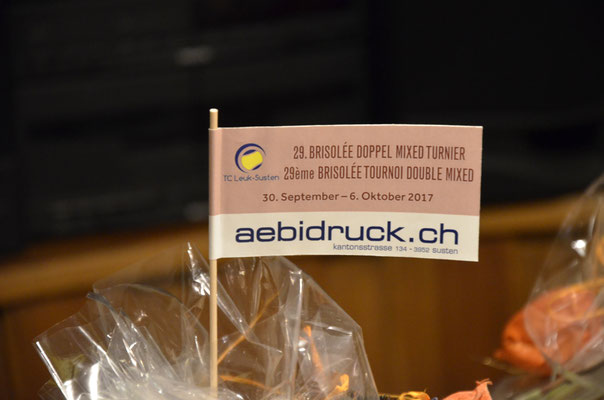 29. BRISOLÉE DOPPEL MIXED TURNIER
29ème BRISOLÉE TOURNOI DOUBLE MIXED
TC Leuk-Susten
30. September – 6. Oktober 2017
aebidruck.ch
kantonsstrasse 134 - 3952 susten